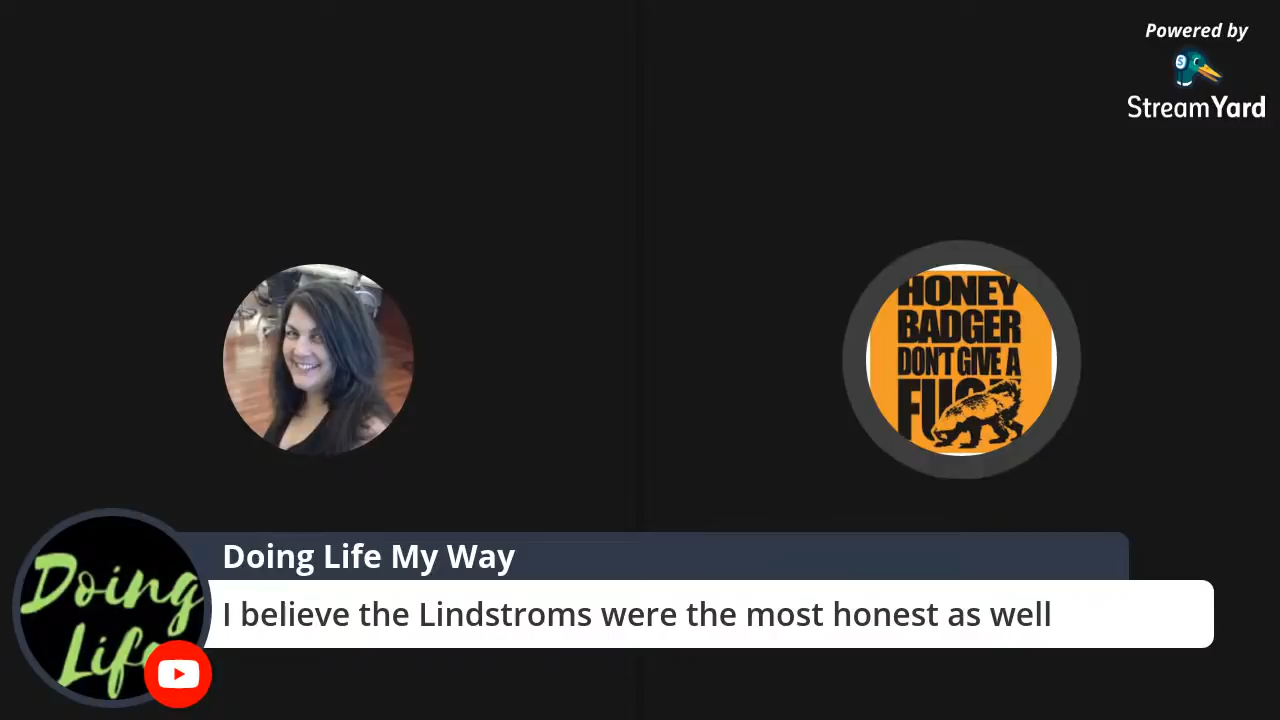 Powered by
StreamYard
HONEY
BADGER
DON'T GIVE A
Doing
Life
Doing Life My Way
I believe the Lindstroms were the most honest as well